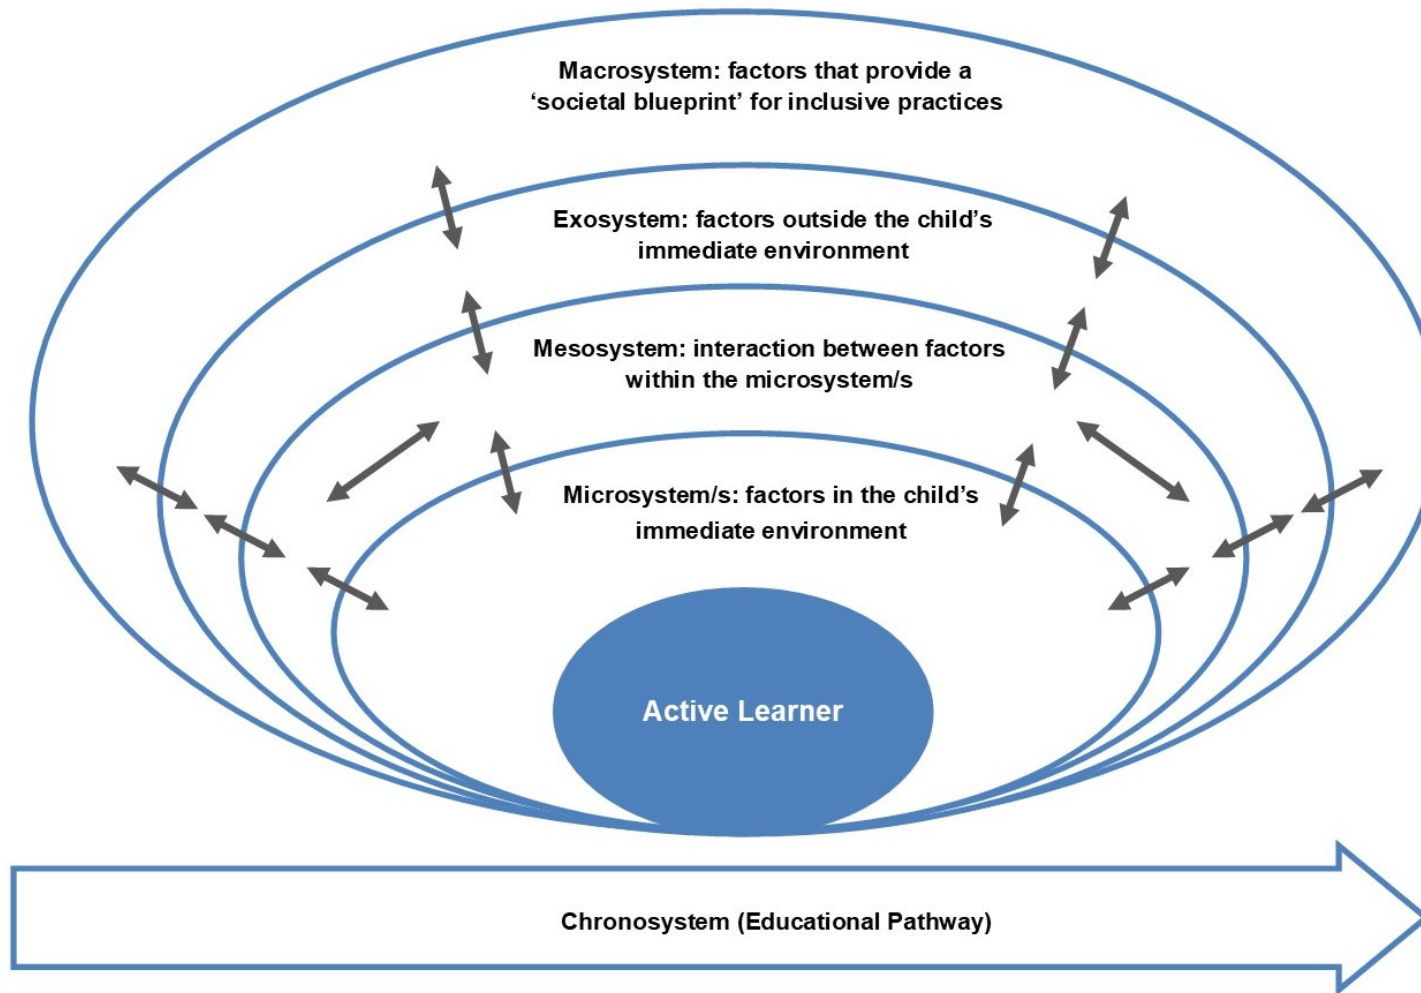 Macrosystem: factors that provide a
‘societal blueprint’ for inclusive practices
Exosystem: factors outside the child’s
immediate environment
Mesosystem: interaction between factors
within the microsystem/s
Microsystem/s: factors in the child’s
immediate environment
Active Learner
Chronosystem (Educational Pathway)